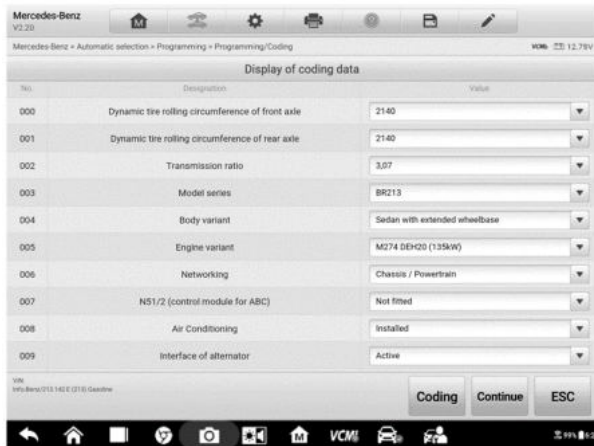 Mercedes-Benz
V2.20
Mercedes-Benz > Automatic selection > Programming > Programming/Coding
VCMI 12.79V
Display of coding data
No. Designation Value
000 Dynamic tire rolling circumference of front axle 2140
001 Dynamic tire rolling circumference of rear axle 2140
002 Transmission ratio 3,07
003 Model series BR213
004 Body variant Sedan with extended wheelbase
005 Engine variant M274 DEH20 (135kW)
006 Networking Chassis / Powertrain
007 N51/2 (control module for ABC) Not fitted
008 Air Conditioning Installed
009 Interface of alternator Active
VIN
Coding Continue ESC
VCMI
99%